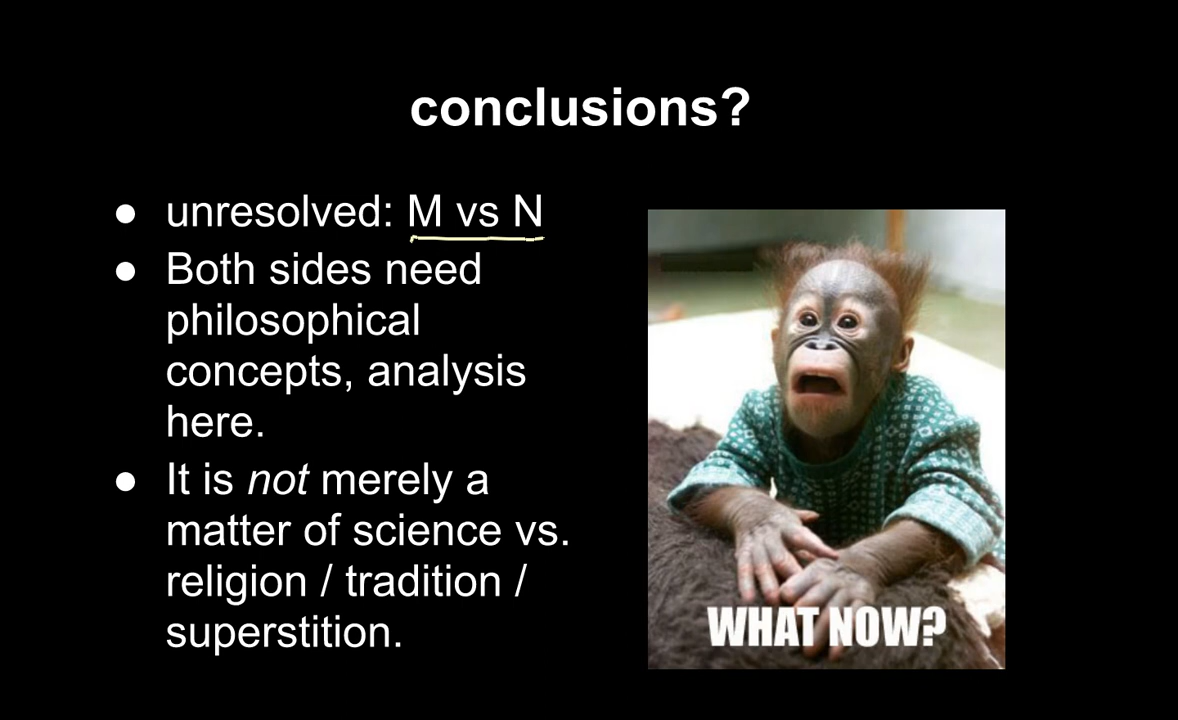 conclusions?
● unresolved: M vs N
● Both sides need
philosophical
concepts, analysis
here.
● It is not merely a
matter of science vs.
religion / tradition /
superstition.
WHAT NOW?